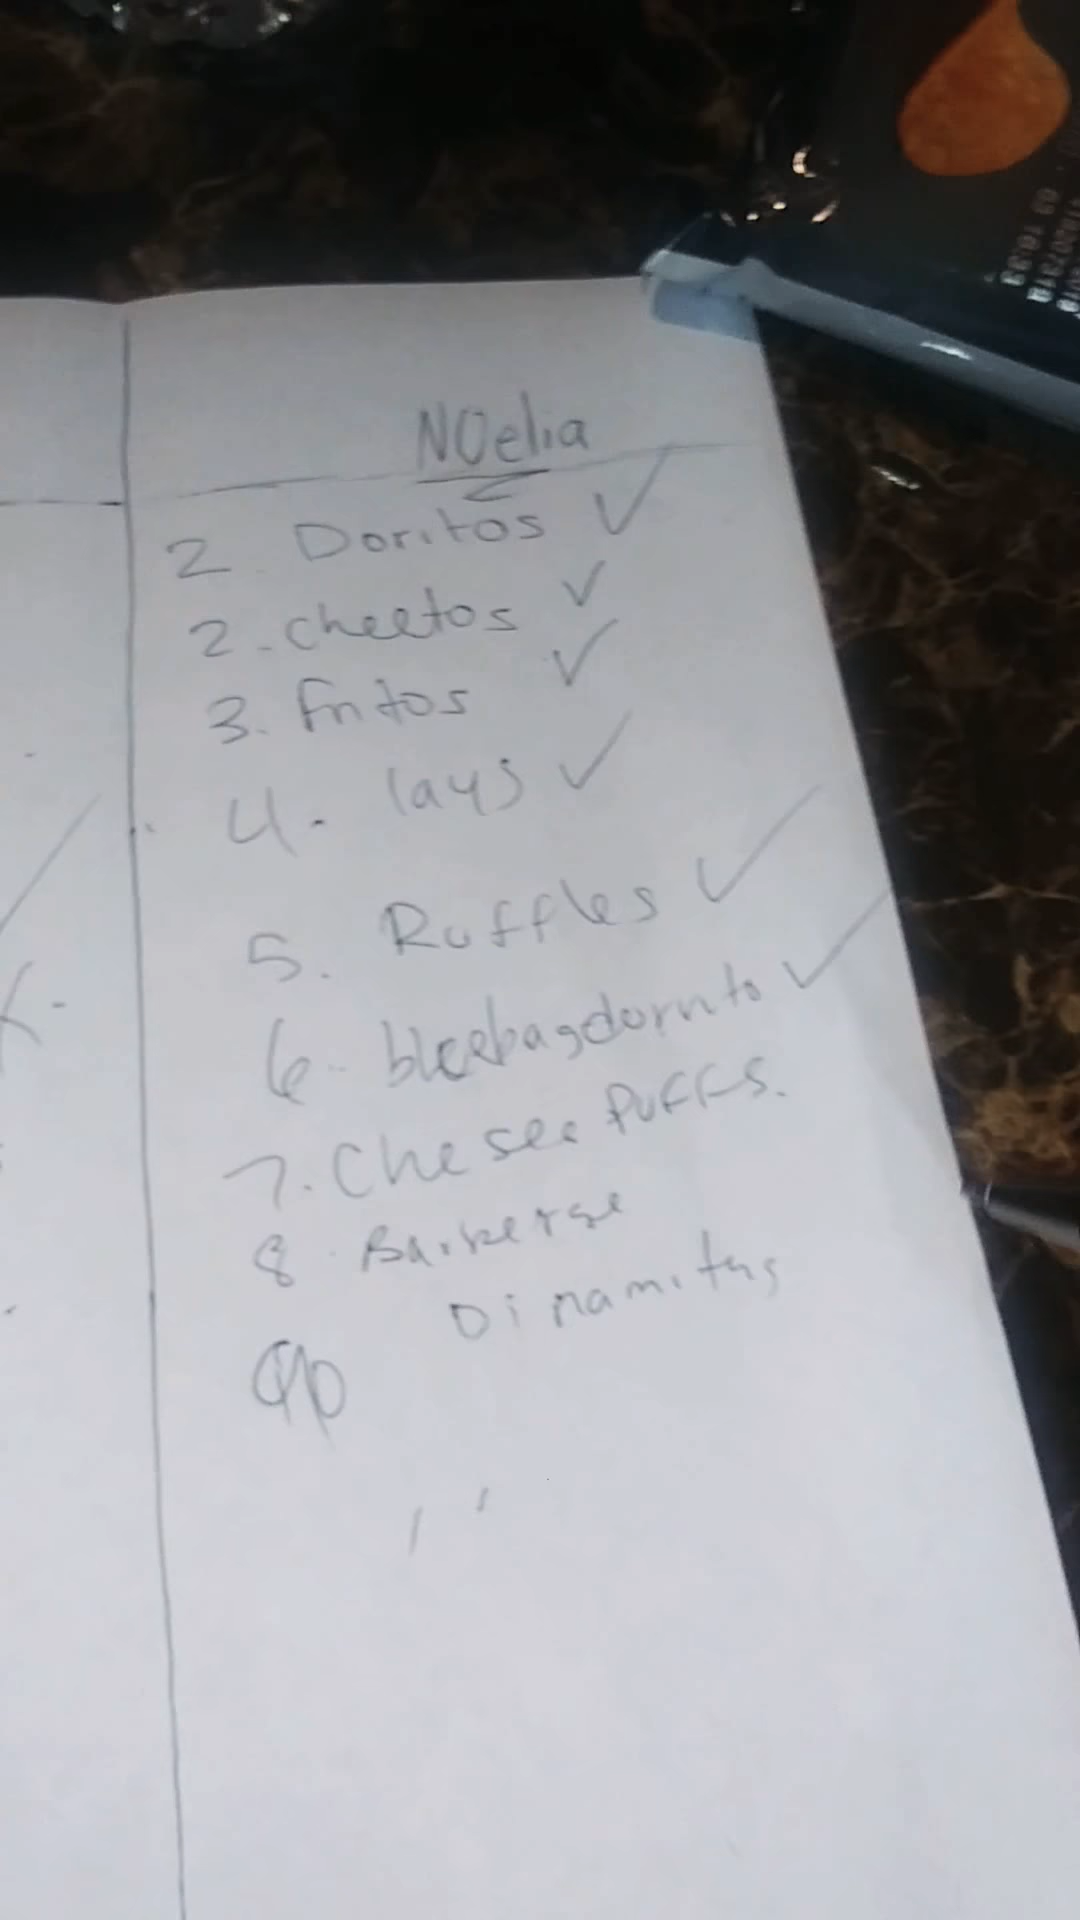 NOelia
2. Doritos ✓
2. cheetos ✓
3. fritos ✓
4. lays ✓
5. Ruffles ✓
6. ✓
7. Chesee PUFFS.
8.
Dinamitas